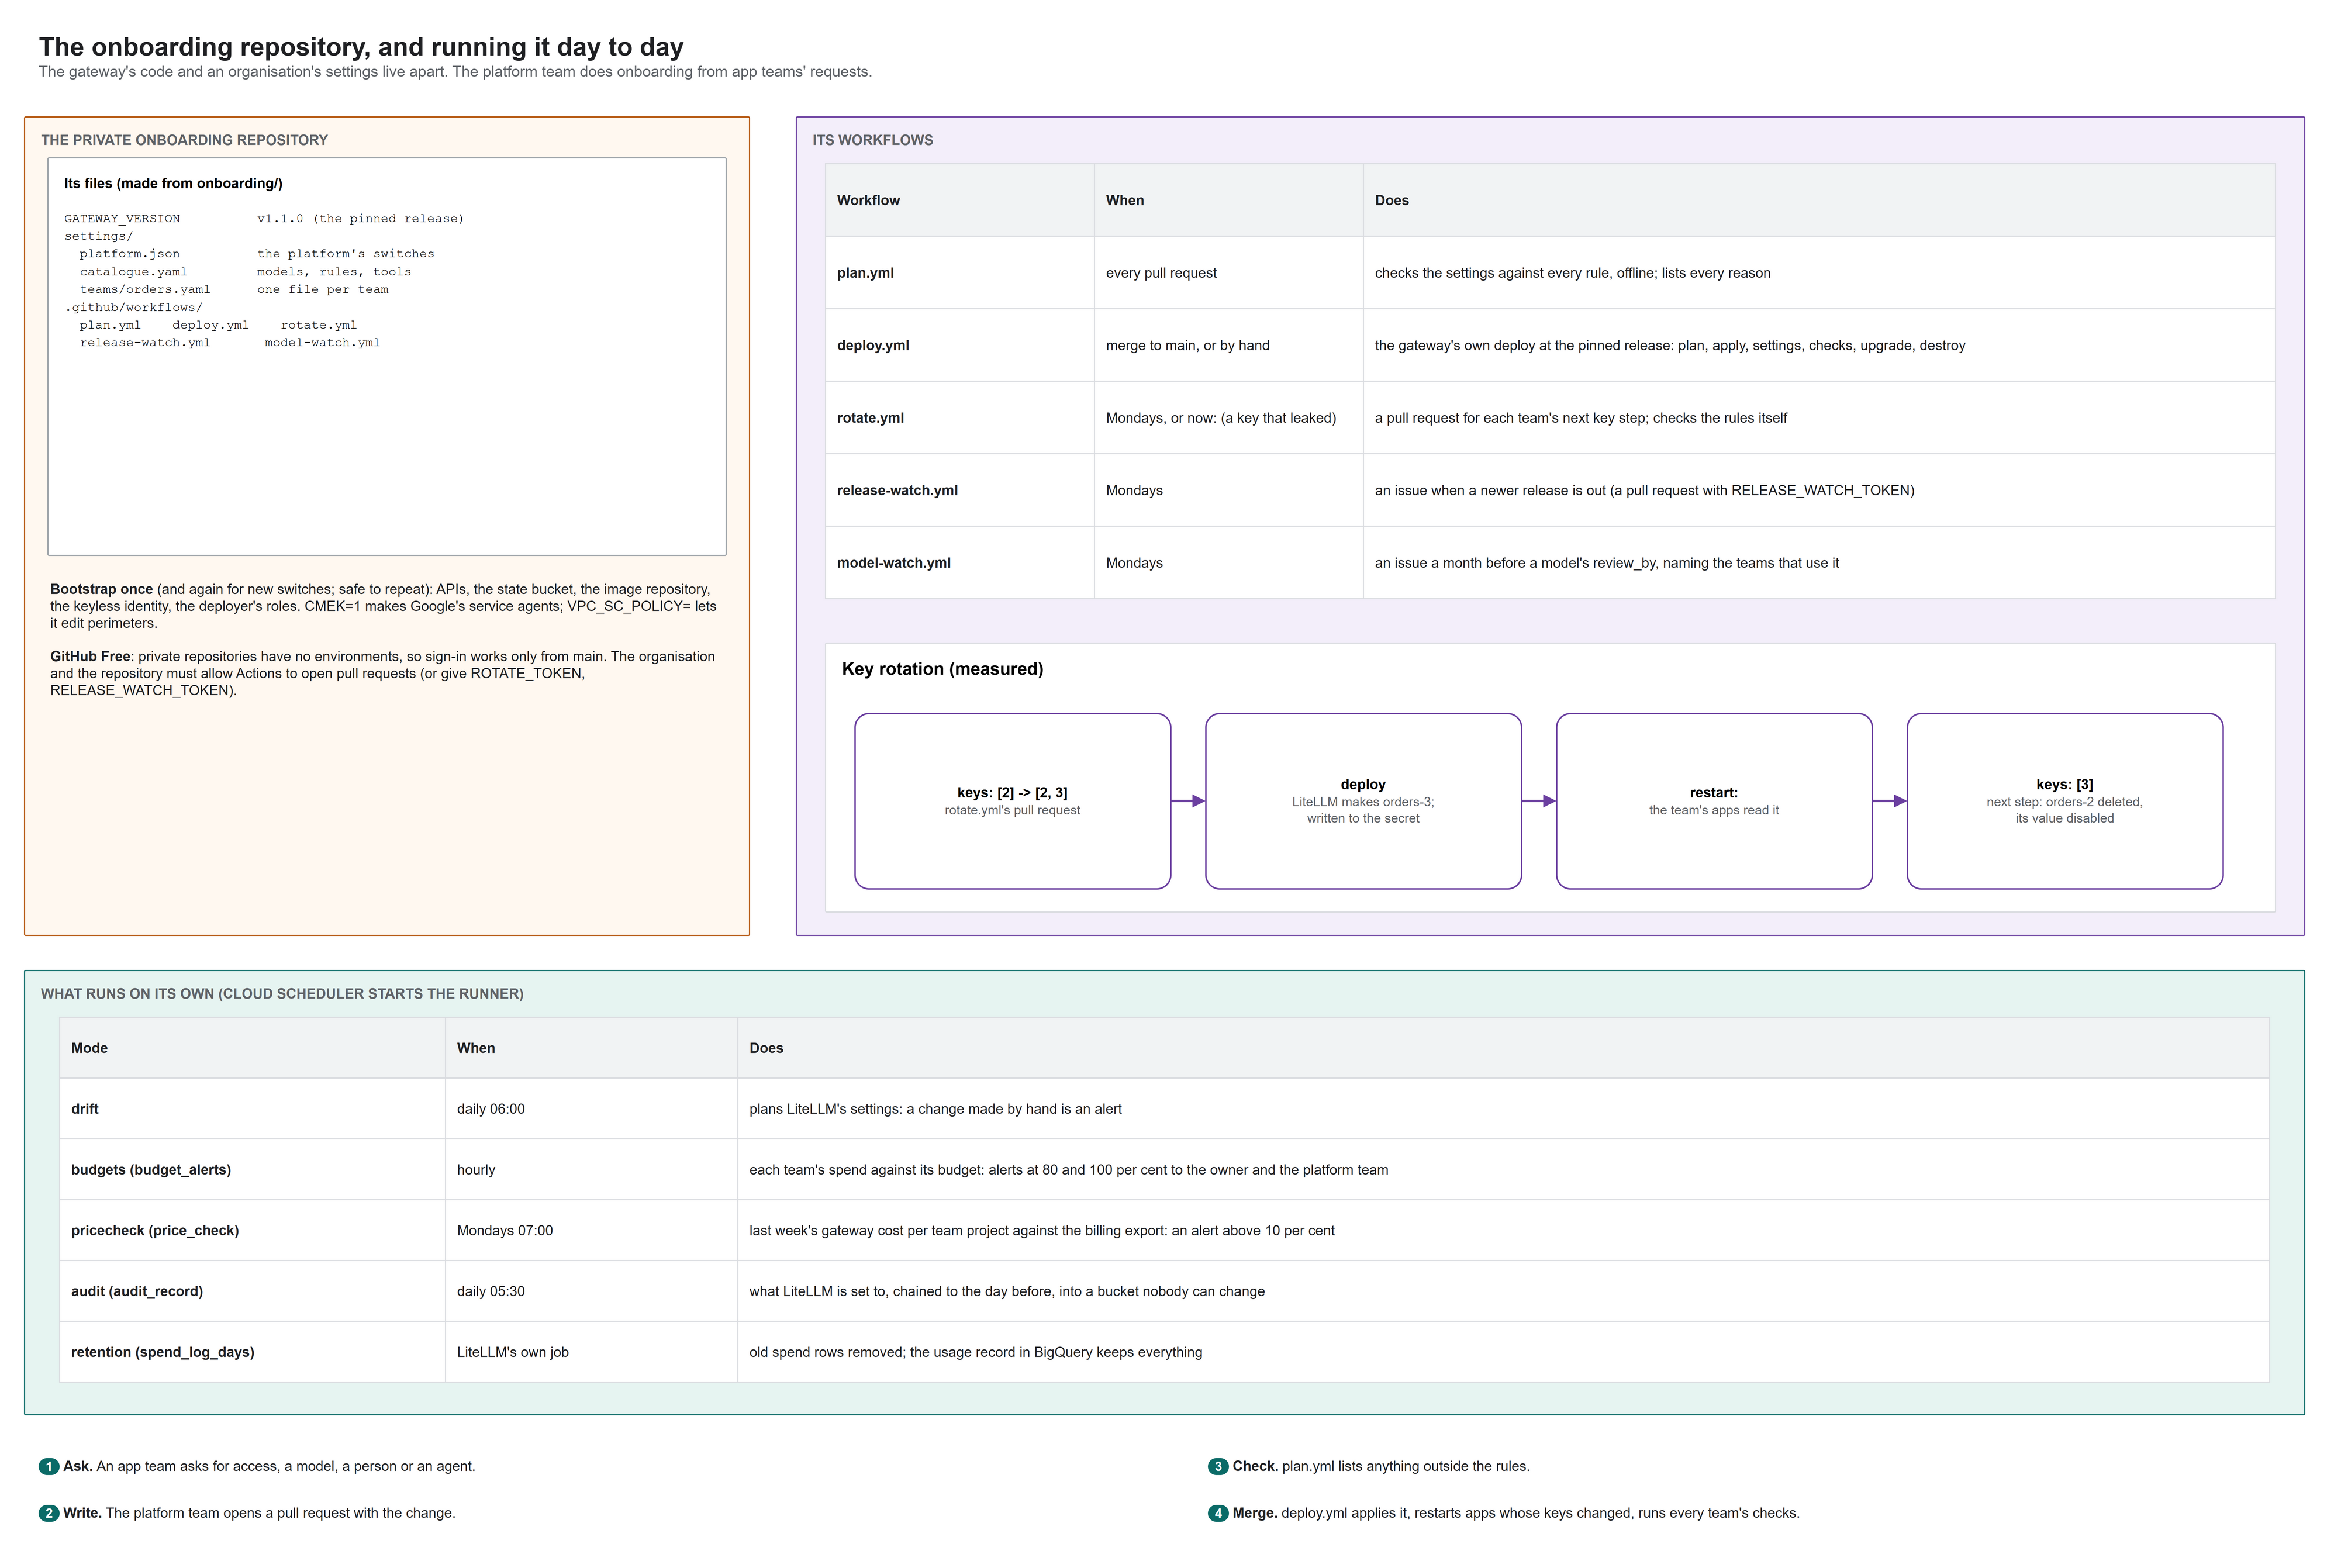 The onboarding repository, and running it day to day
The gateway's code and an organisation's settings live apart. The platform team does onboarding from app teams' requests.
THE PRIVATE ONBOARDING REPOSITORY
Its files (made from onboarding/)
GATEWAY_VERSION v1.1.0 (the pinned release)
settings/
platform.json the platform's switches
catalogue.yaml models, rules, tools
teams/orders.yaml one file per team
.github/workflows/
plan.yml deploy.yml rotate.yml
release-watch.yml model-watch.yml
Bootstrap once (and again for new switches; safe to repeat): APIs, the state bucket, the image repository,
the keyless identity, the deployer's roles. CMEK=1 makes Google's service agents; VPC_SC_POLICY= lets
it edit perimeters.
GitHub Free: private repositories have no environments, so sign-in works only from main. The organisation
and the repository must allow Actions to open pull requests (or give ROTATE_TOKEN,
RELEASE_WATCH_TOKEN).
ITS WORKFLOWS
Workflow When Does
plan.yml every pull request checks the settings against every rule, offline; lists every reason
deploy.yml merge to main, or by hand the gateway's own deploy at the pinned release: plan, apply, settings, checks, upgrade, destroy
rotate.yml Mondays, or now: (a key that leaked) a pull request for each team's next key step; checks the rules itself
release-watch.yml Mondays an issue when a newer release is out (a pull request with RELEASE_WATCH_TOKEN)
model-watch.yml Mondays an issue a month before a model's review_by, naming the teams that use it
Key rotation (measured)
keys: [2] -> [2, 3]
rotate.yml's pull request
deploy
LiteLLM makes orders-3;
written to the secret
restart:
the team's apps read it
keys: [3]
next step: orders-2 deleted,
its value disabled
WHAT RUNS ON ITS OWN (CLOUD SCHEDULER STARTS THE RUNNER)
Mode When Does
drift daily 06:00 plans LiteLLM's settings: a change made by hand is an alert
budgets (budget_alerts) hourly each team's spend against its budget: alerts at 80 and 100 per cent to the owner and the platform team
pricecheck (price_check) Mondays 07:00 last week's gateway cost per team project against the billing export: an alert above 10 per cent
audit (audit_record) daily 05:30 what LiteLLM is set to, chained to the day before, into a bucket nobody can change
retention (spend_log_days) LiteLLM's own job old spend rows removed; the usage record in BigQuery keeps everything
1 Ask. An app team asks for access, a model, a person or an agent.
2 Write. The platform team opens a pull request with the change.
3 Check. plan.yml lists anything outside the rules.
4 Merge. deploy.yml applies it, restarts apps whose keys changed, runs every team's checks.